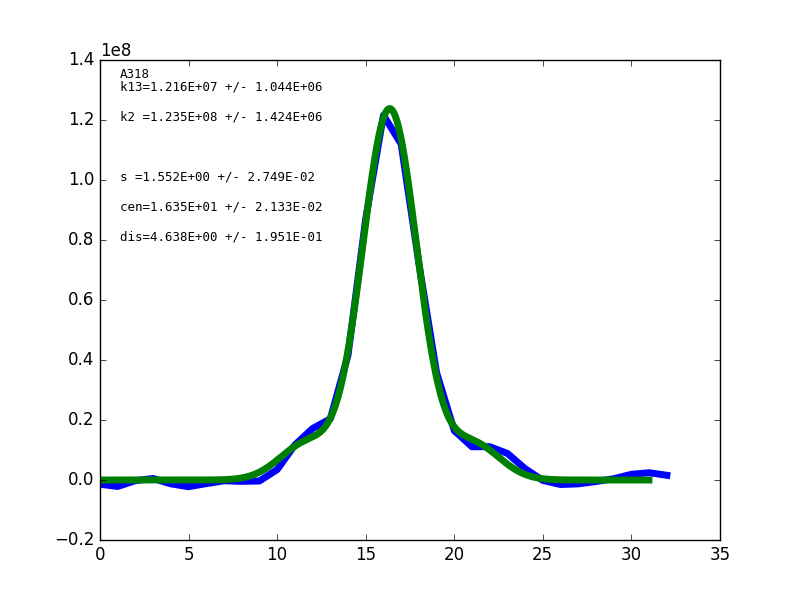 1e8
1.4
A318
k13=1.216E+07 +/- 1.044E+06
1.2
k2 =1.235E+08 +/- 1.424E+06
1.0
s =1.552E+00 +/- 2.749E-02
cen=1.635E+01 +/- 2.133E-02
0.8
dis=4.638E+00 +/- 1.951E-01
0.6
0.4
0.2
0.0
−0.2
0 5 10 15 20 25 30 35